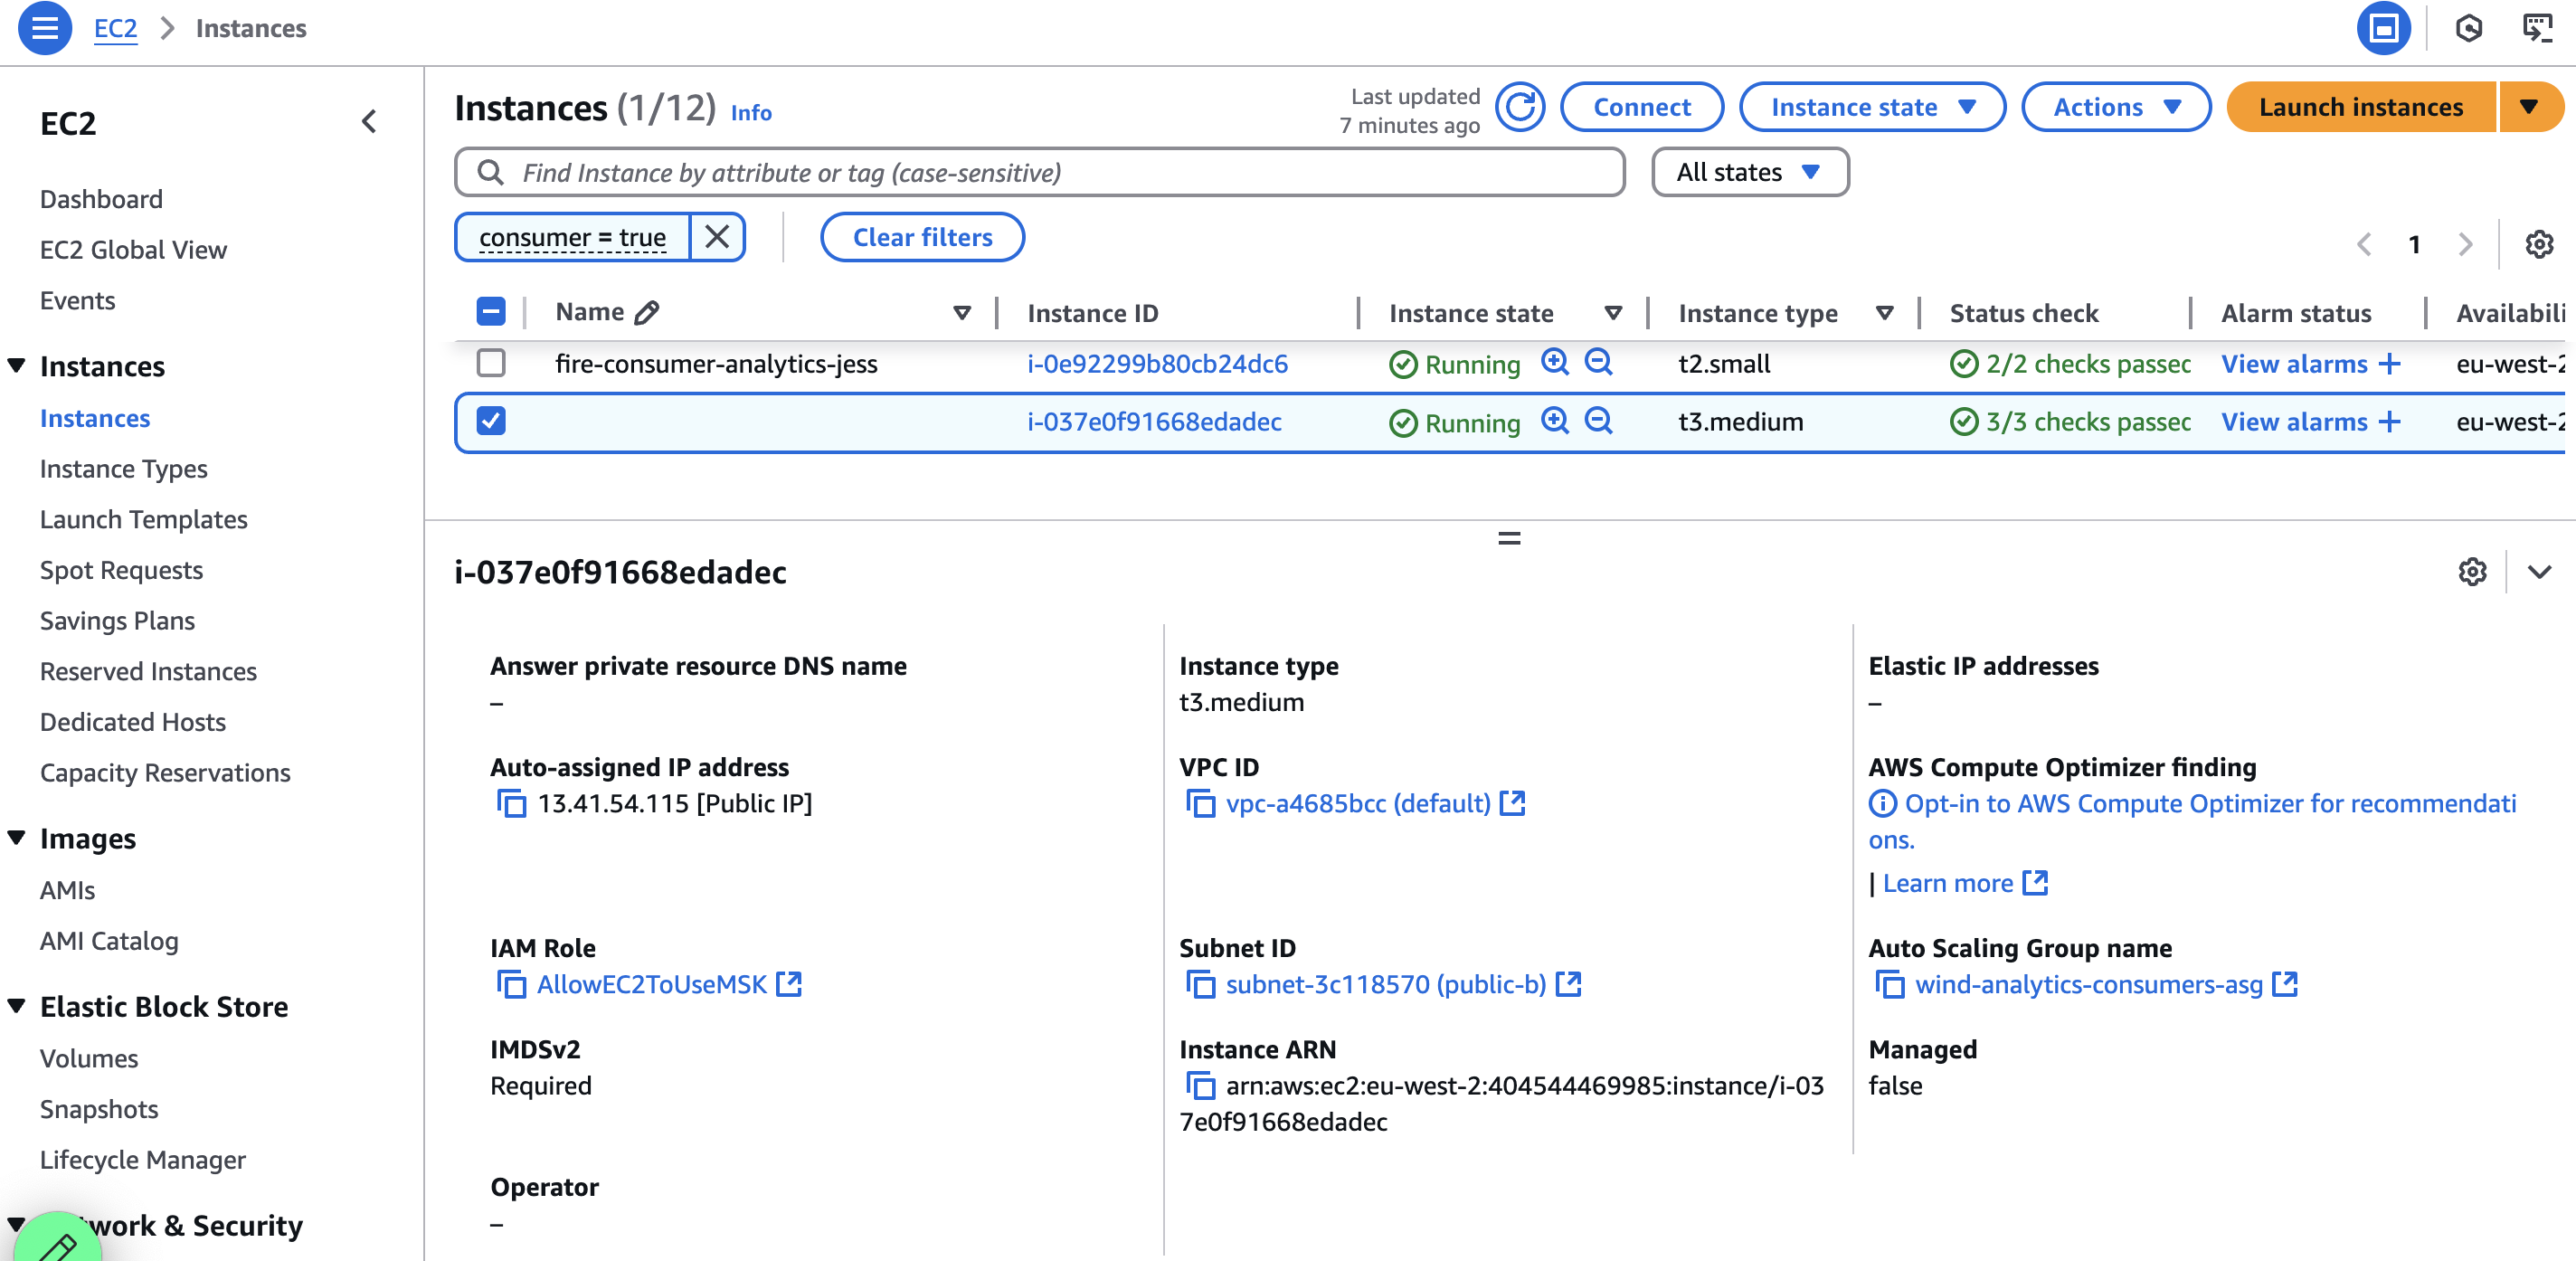 EC2 > Instances
EC2
Dashboard
EC2 Global View
Events
Instances
Instances
Instance Types
Launch Templates
Spot Requests
Savings Plans
Reserved Instances
Dedicated Hosts
Capacity Reservations
Images
AMIs
AMI Catalog
Elastic Block Store
Volumes
Snapshots
Lifecycle Manager
work & Security
Instances (1/12) Info
Last updated
7 minutes ago
Connect
Instance state
Actions
Launch instances
Find Instance by attribute or tag (case-sensitive)
All states
consumer = true
Clear filters
1
Name Instance ID Instance state Instance type Status check Alarm status Availabili
fire-consumer-analytics-jess i-0e92299b80cb24dc6 Running t2.small 2/2 checks passec View alarms + eu-west-2
i-037e0f91668edadec Running t3.medium 3/3 checks passec View alarms + eu-west-2
i-037e0f91668edadec
Answer private resource DNS name
–
Instance type
t3.medium
Elastic IP addresses
–
Auto-assigned IP address
13.41.54.115 [Public IP]
VPC ID
vpc-a4685bcc (default)
AWS Compute Optimizer finding
Opt-in to AWS Compute Optimizer for recommendati
ons.
| Learn more
IAM Role
AllowEC2ToUseMSK
Subnet ID
subnet-3c118570 (public-b)
Auto Scaling Group name
wind-analytics-consumers-asg
IMDSv2
Required
Instance ARN
arn:aws:ec2:eu-west-2:404544469985:instance/i-03
7e0f91668edadec
Managed
false
Operator
–